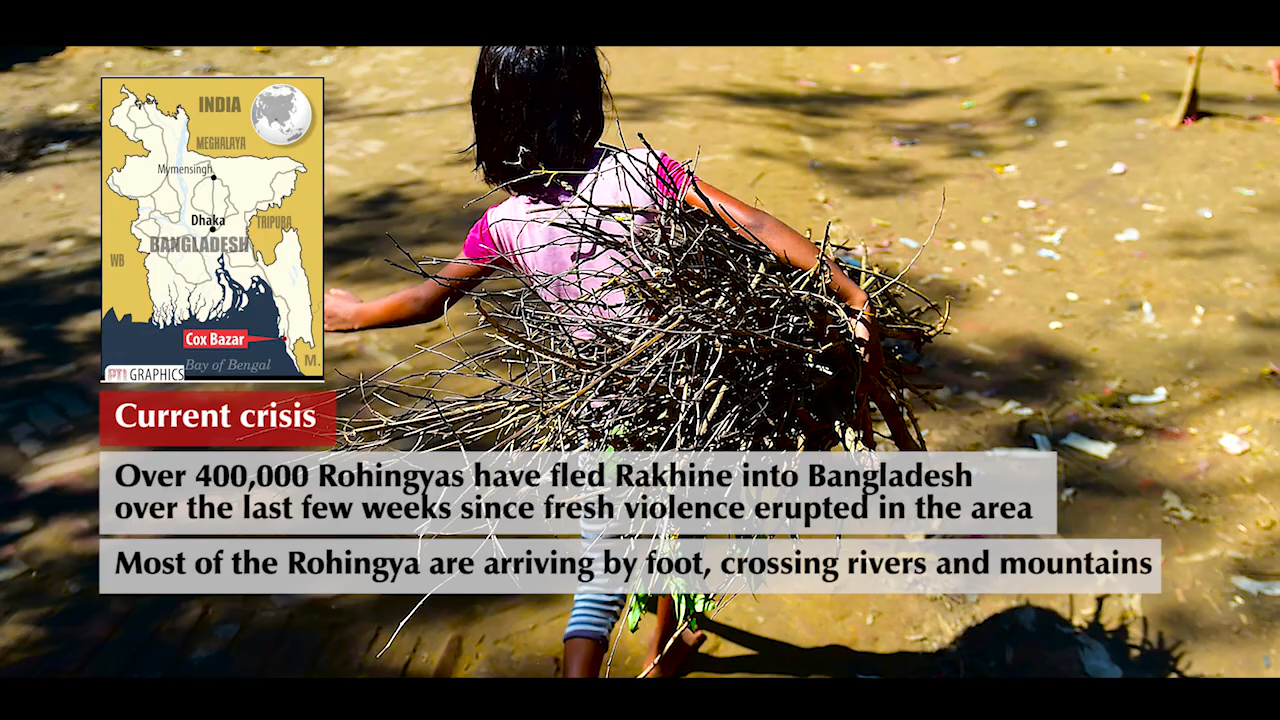 INDIA
MEGHALAYA
Mymensingh
Dhaka
TRIPURA
BANGLADESH
WB
Cox Bazar
Bay of Bengal
M.
PTI GRAPHICS
Current crisis
Over 400,000 Rohingyas have fled Rakhine into Bangladesh
over the last few weeks since fresh violence erupted in the area
Most of the Rohingya are arriving by foot, crossing rivers and mountains